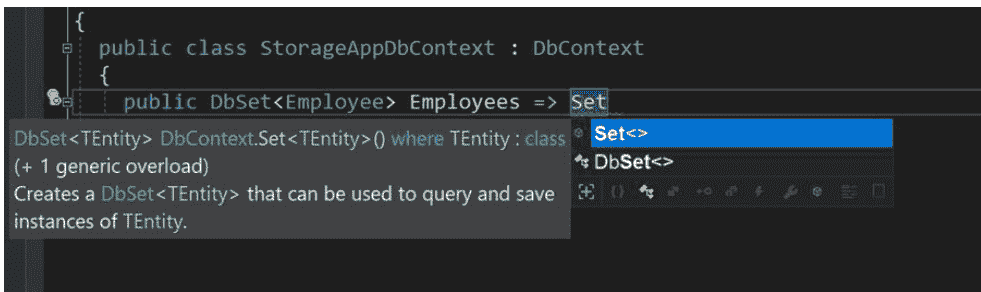 {
public class StorageAppDbContext : DbContext
{
public DbSet<Employee> Employees => Set
DbSet<TEntity> DbContext.Set<TEntity>() where TEntity : class
(+ 1 generic overload)
Creates a DbSet<TEntity> that can be used to query and save
instances of TEntity.
Set<>
DbSet<>